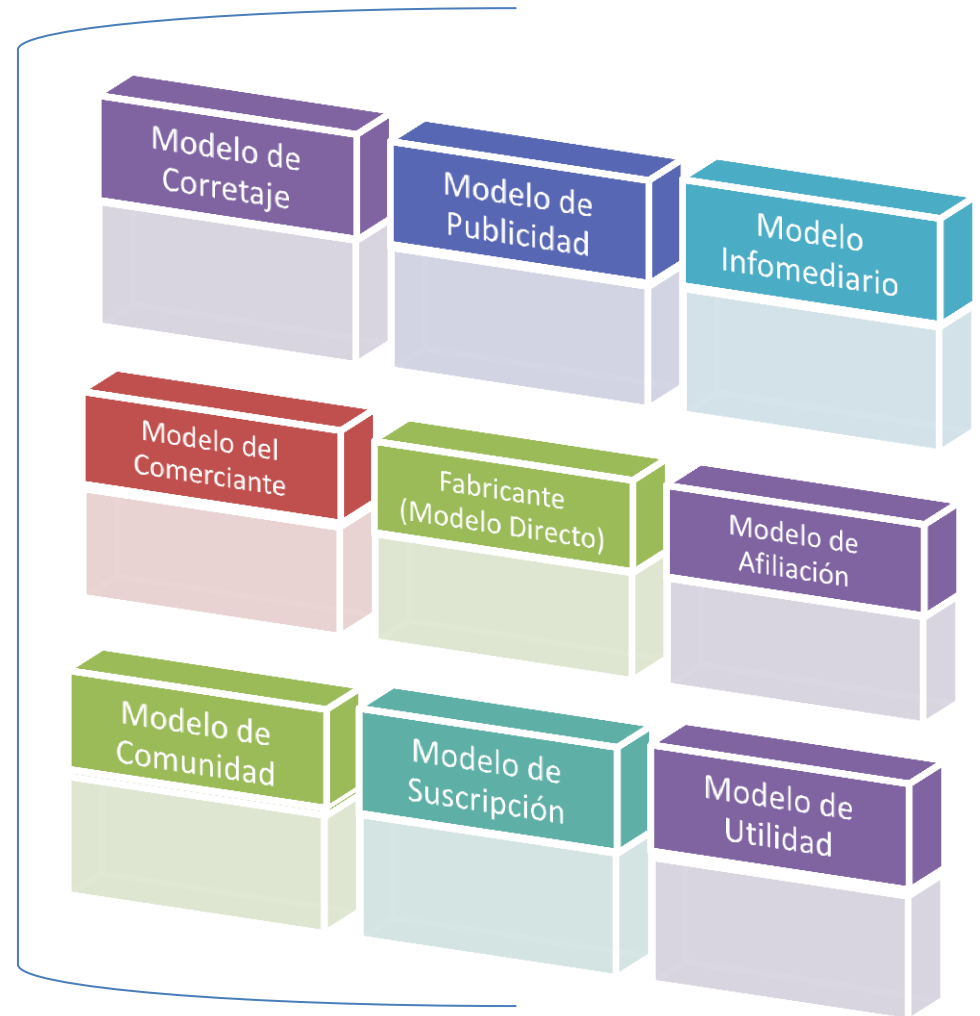 Modelo de
Corretaje
Modelo de
Publicidad
Modelo
Infomediario
Modelo del
Comerciante
Fabricante
(Modelo Directo)
Modelo de
Afiliación
Modelo de
Comunidad
Modelo de
Suscripción
Modelo de
Utilidad